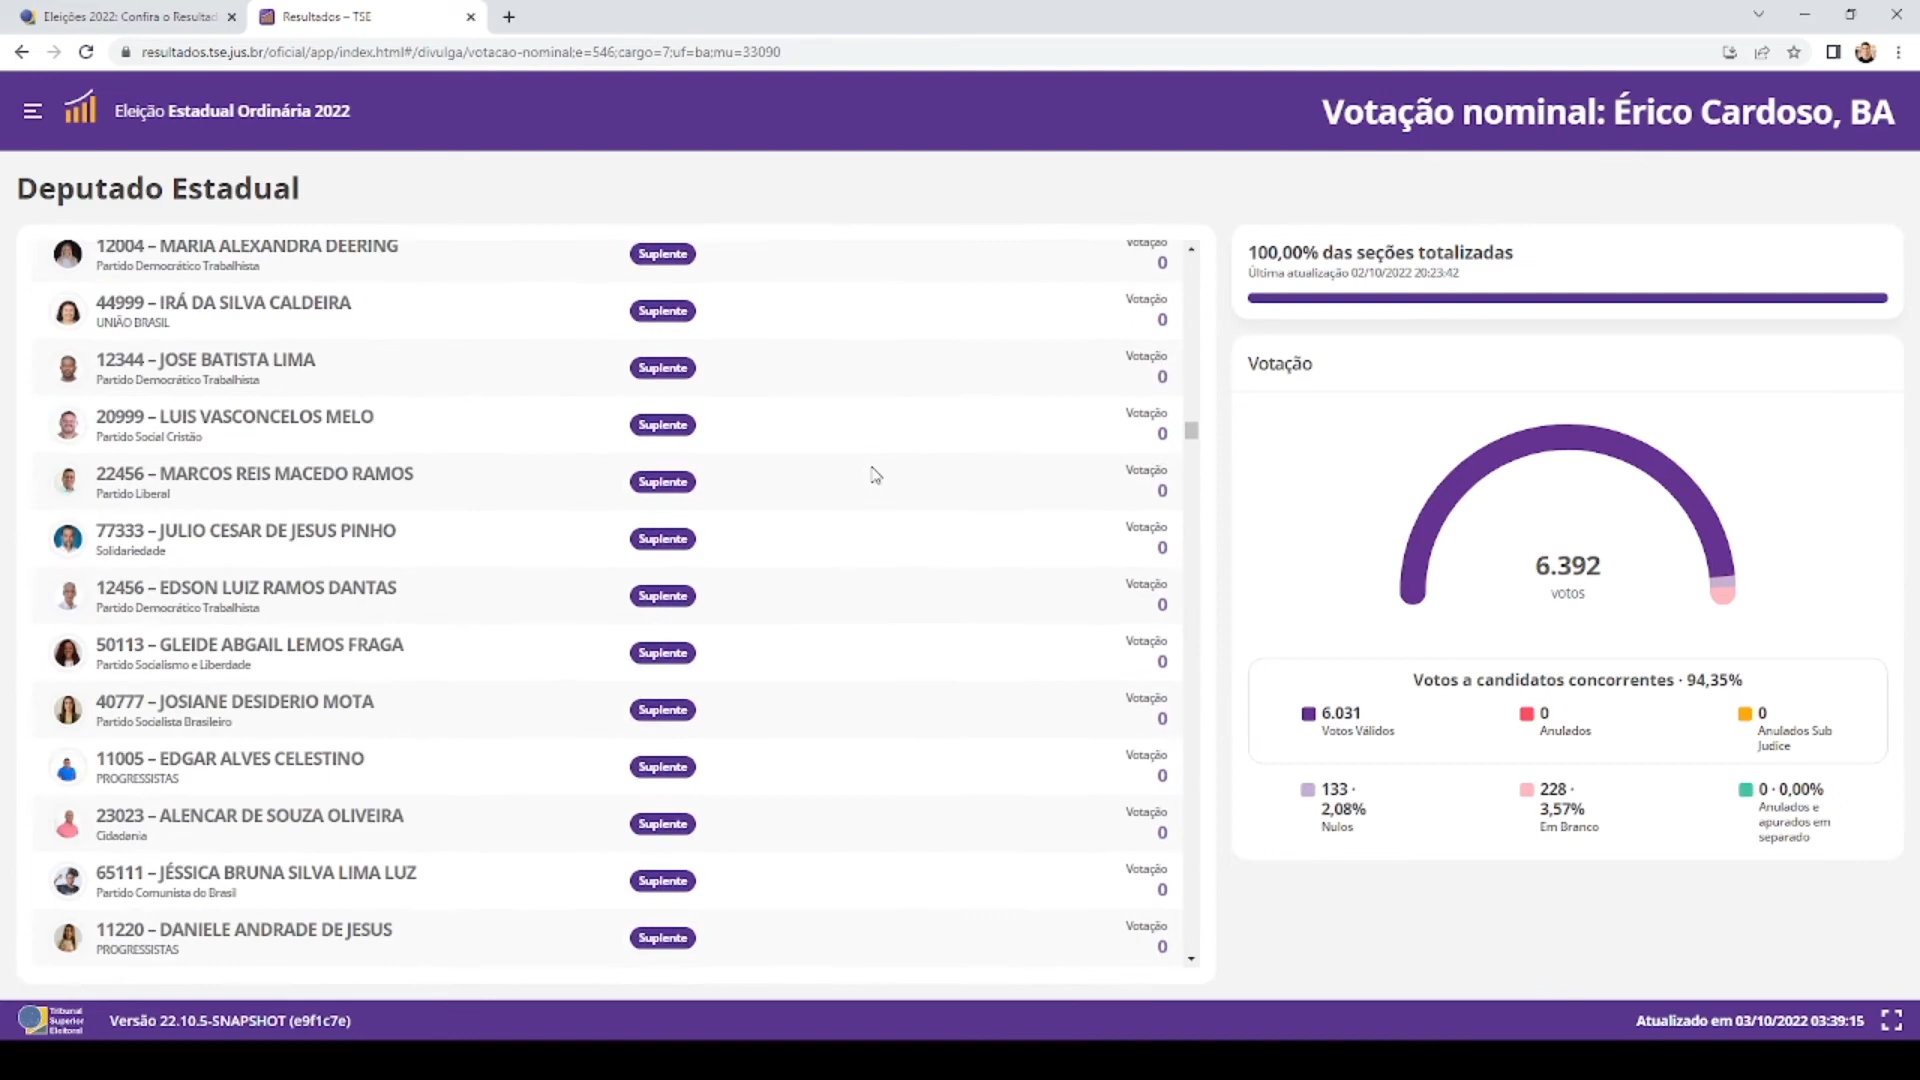 Eleições 2022: Confira o Resultad
Resultados – TSE
resultados.tse.jus.br/oficial/app/index.html#/divulga/votacao-nominal;e=546;cargo=7;uf=ba;mu=33090
Eleição Estadual Ordinária 2022
Votação nominal: Érico Cardoso, BA
Deputado Estadual
12004 – MARIA ALEXANDRA DEERING
Partido Democrático Trabalhista
Suplente
Votação
0
44999 – IRÁ DA SILVA CALDEIRA
UNIÃO BRASIL
Suplente
Votação
0
12344 – JOSE BATISTA LIMA
Partido Democrático Trabalhista
Suplente
Votação
0
20999 – LUIS VASCONCELOS MELO
Partido Social Cristão
Suplente
Votação
0
22456 – MARCOS REIS MACEDO RAMOS
Partido Liberal
Suplente
Votação
0
77333 – JULIO CESAR DE JESUS PINHO
Solidariedade
Suplente
Votação
0
12456 – EDSON LUIZ RAMOS DANTAS
Partido Democrático Trabalhista
Suplente
Votação
0
50113 – GLEIDE ABGAIL LEMOS FRAGA
Partido Socialismo e Liberdade
Suplente
Votação
0
40777 – JOSIANE DESIDERIO MOTA
Partido Socialista Brasileiro
Suplente
Votação
0
11005 – EDGAR ALVES CELESTINO
PROGRESSISTAS
Suplente
Votação
0
23023 – ALENCAR DE SOUZA OLIVEIRA
Cidadania
Suplente
Votação
0
65111 – JÉSSICA BRUNA SILVA LIMA LUZ
Partido Comunista do Brasil
Suplente
Votação
0
11220 – DANIELE ANDRADE DE JESUS
PROGRESSISTAS
Suplente
Votação
0
100,00% das seções totalizadas
Última atualização 02/10/2022 20:23:42
Votação
6.392
votos
Votos a candidatos concorrentes · 94,35%
6.031
Votos Válidos
0
Anulados
0
Anulados Sub
Judice
133 ·
2,08%
Nulos
228 ·
3,57%
Em Branco
0 · 0,00%
Anulados e
apurados em
separado
Tribunal
Superior
Eleitoral
Versão 22.10.5-SNAPSHOT (e9f1c7e)
Atualizado em 03/10/2022 03:39:15